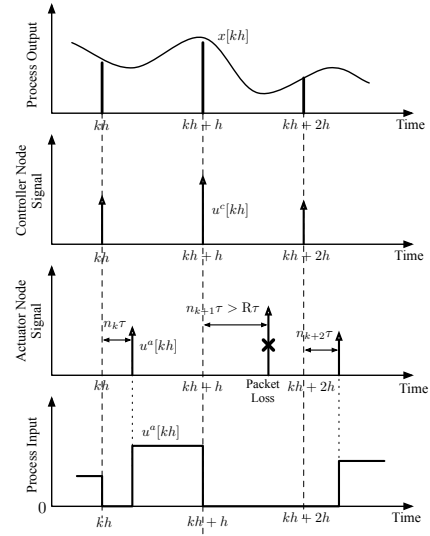 Process Output
x[kh]
kh
kh + h
kh + 2h
Time
Controller Node
Signal
u^c[kh]
kh
kh + h
kh + 2h
Time
Actuator Node
Signal
n_kτ
u^a[kh]
n_{k+1}τ > Rτ
n_{k+2}τ
kh
kh + h
Packet
Loss
kh + 2h
Time
Process Input
u^a[kh]
0
kh
kh + h
kh + 2h
Time